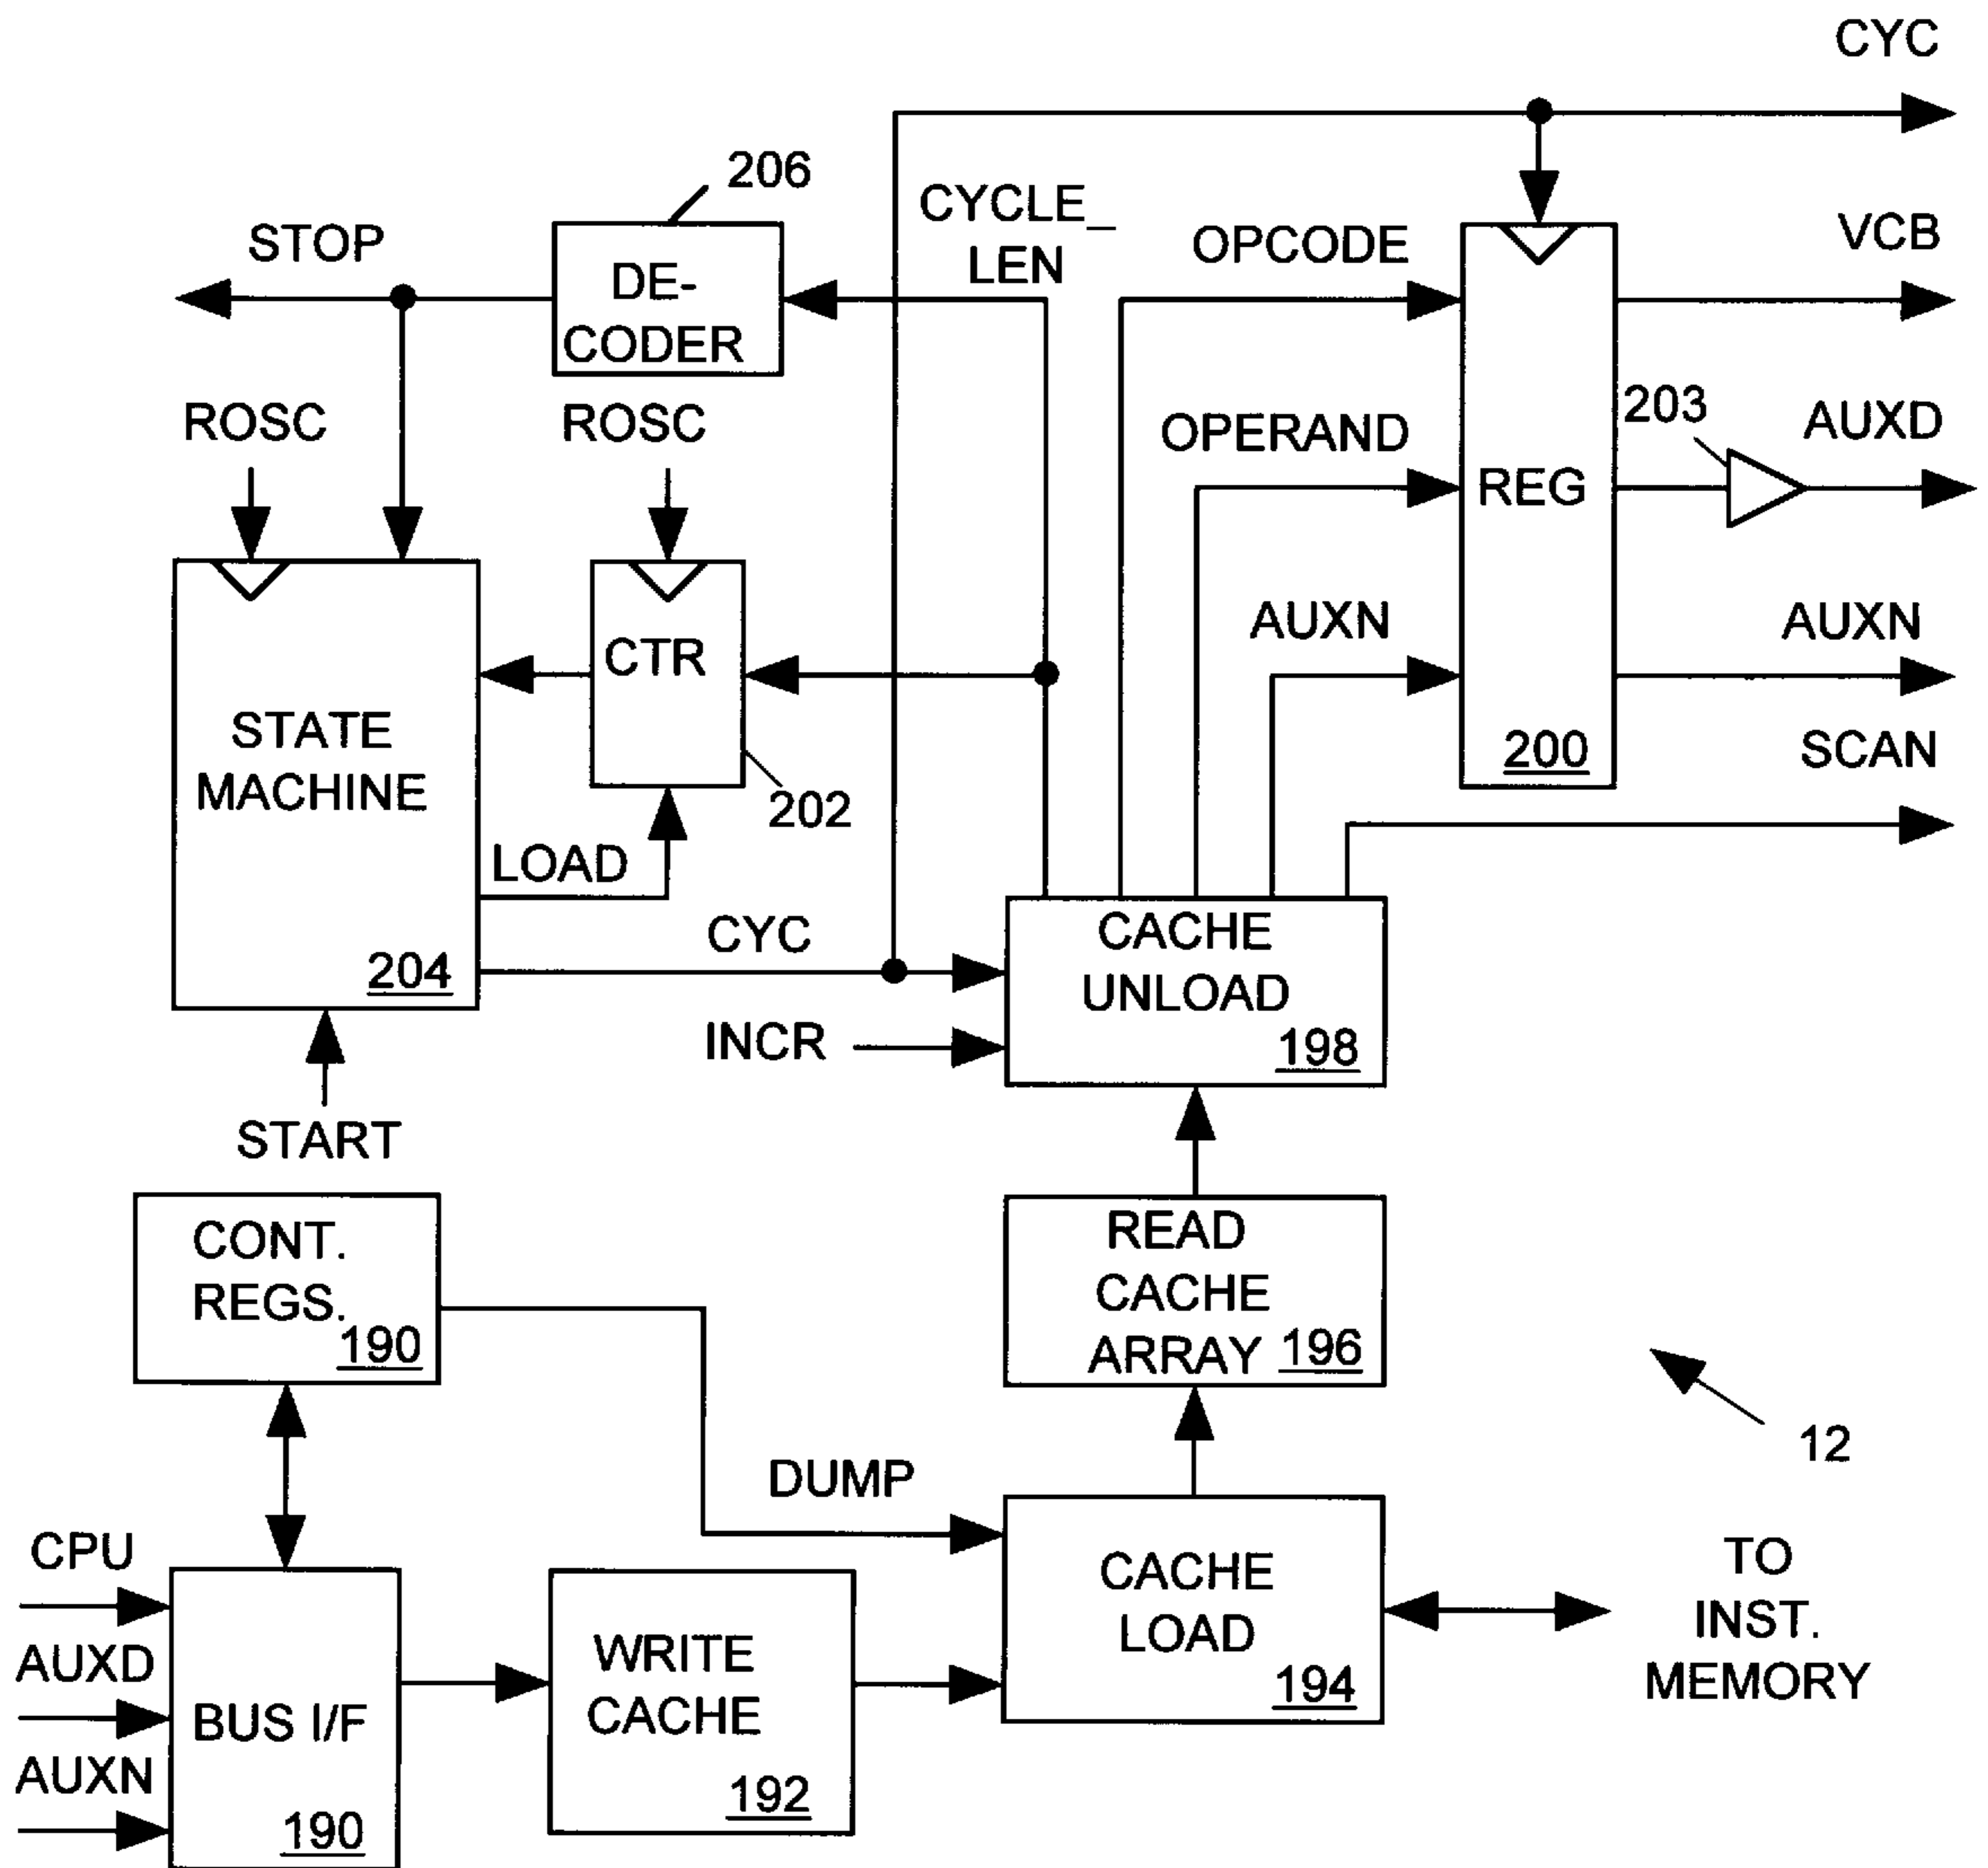 CYC
206
CYCLE_
LEN
STOP
DE-
CODER
OPCODE
VCB
ROSC
ROSC
OPERAND
203
AUXD
REG
CTR
AUXN
AUXN
STATE
MACHINE
200
SCAN
202
LOAD
CYC
204
CACHE
UNLOAD
198
INCR
START
CONT.
REGS.
190
READ
CACHE
ARRAY 196
12
DUMP
CPU
AUXD
AUXN
BUS I/F
190
WRITE
CACHE
192
CACHE
LOAD
194
TO
INST.
MEMORY